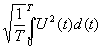 √(1/T ∫₀ᵀ U²(t)d(t))